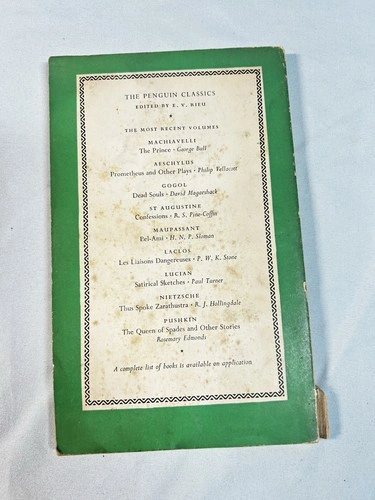 THE PENGUIN CLASSICS
EDITED BY E. V. RIEU
THE MOST RECENT VOLUMES
MACHIAVELLI
The Prince · George Bull
AESCHYLUS
Prometheus and Other Plays · Philip Vellacott
GOGOL
Dead Souls · David Magarshack
ST AUGUSTINE
Confessions · R. S. Pine-Coffin
MAUPASSANT
Bel-Ami · H. N. P. Sloman
LACLOS
Les Liaisons Dangereuses · P. W. K. Stone
LUCIAN
Satirical Sketches · Paul Turner
NIETZSCHE
Thus Spoke Zarathustra · R. J. Hollingdale
PUSHKIN
The Queen of Spades and Other Stories
Rosemary Edmonds
A complete list of books is available on application